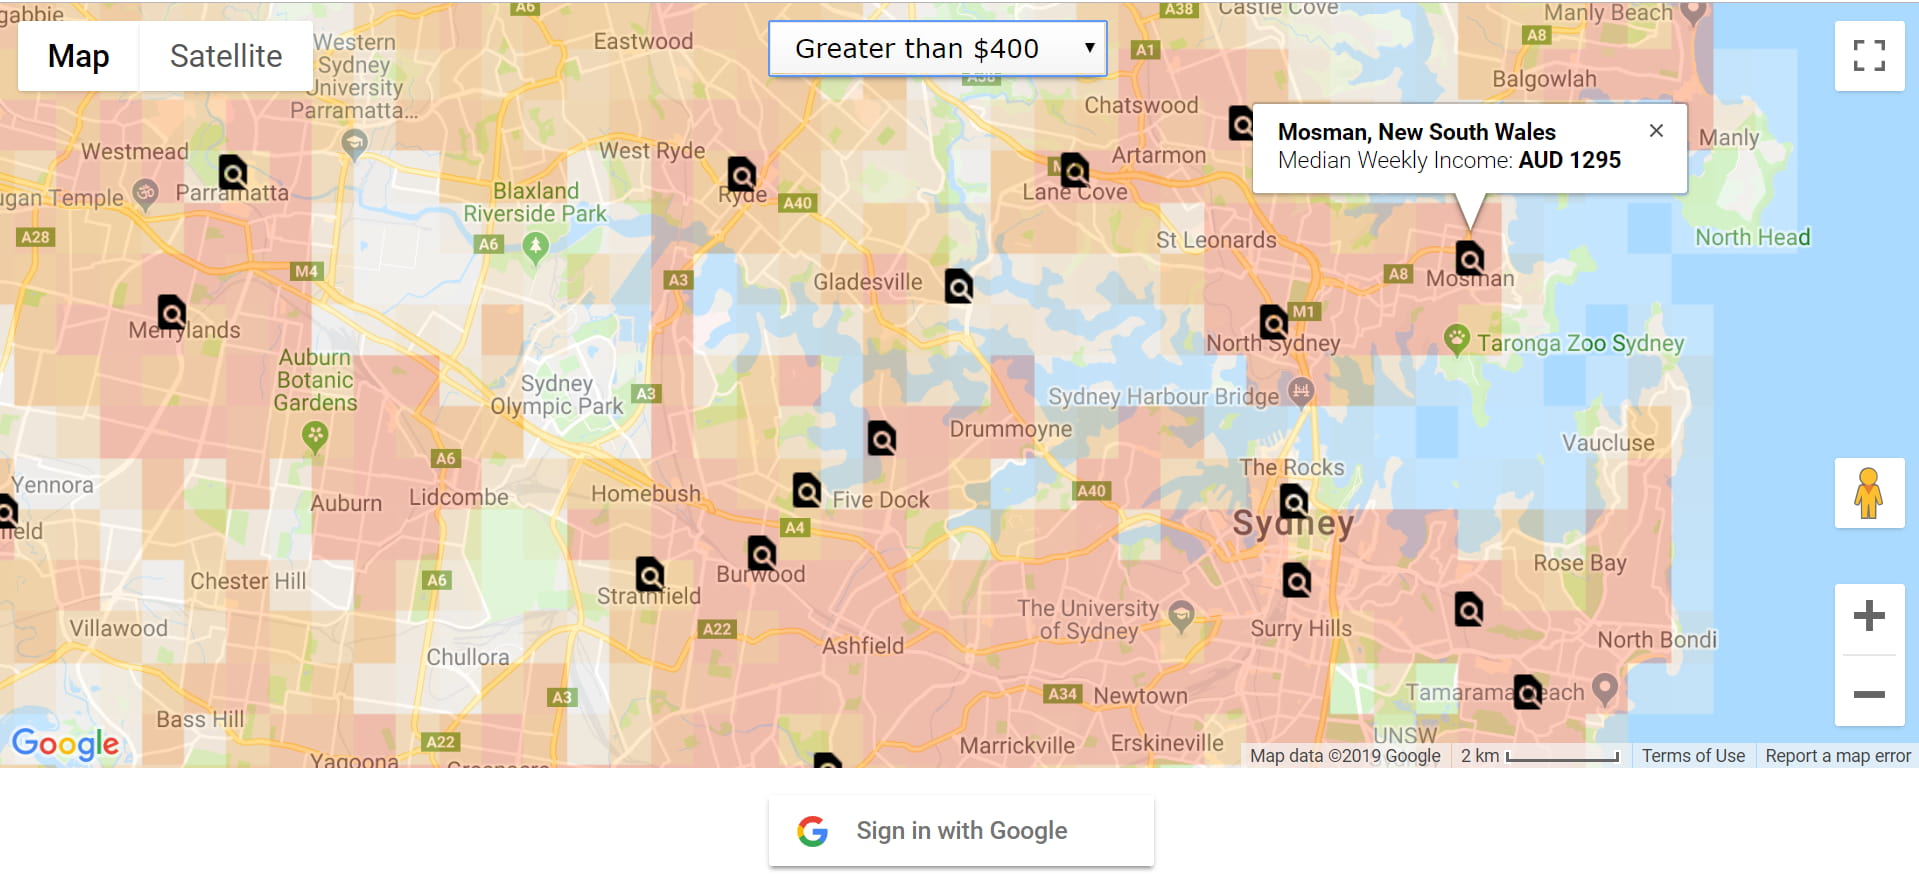 gabbie
A6
A38
Castle Cove
Manly Beach
Map
Satellite
Western
Sydney
University
Parramatta...
Eastwood
Greater than $400
A1
A8
Balgowlah
Chatswood
Mosman, New South Wales
Median Weekly Income: AUD 1295
Manly
Westmead
West Ryde
Artarmon
ugan Temple
Parramatta
Blaxland
Riverside Park
Ryde
A40
Lane Cove
A28
A6
St Leonards
North Head
M4
A3
Gladesville
A8
Mosman
Merrylands
M1
North Sydney
Taronga Zoo Sydney
Auburn
Botanic
Gardens
Sydney
Olympic Park
A3
Sydney Harbour Bridge
Drummoyne
Vaucluse
A6
The Rocks
Yennora
Auburn
Lidcombe
Homebush
Five Dock
A40
field
A4
Sydney
Chester Hill
A6
Strathfield
Burwood
Rose Bay
The University
of Sydney
Villawood
A22
Ashfield
Surry Hills
North Bondi
Chullora
A3
A34
Newtown
Tamarama Beach
Bass Hill
Google
A22
Yagoona
Greenacre
Marrickville
Erskineville
UNSW
Map data ©2019 Google
2 km
Terms of Use
Report a map error
Sign in with Google